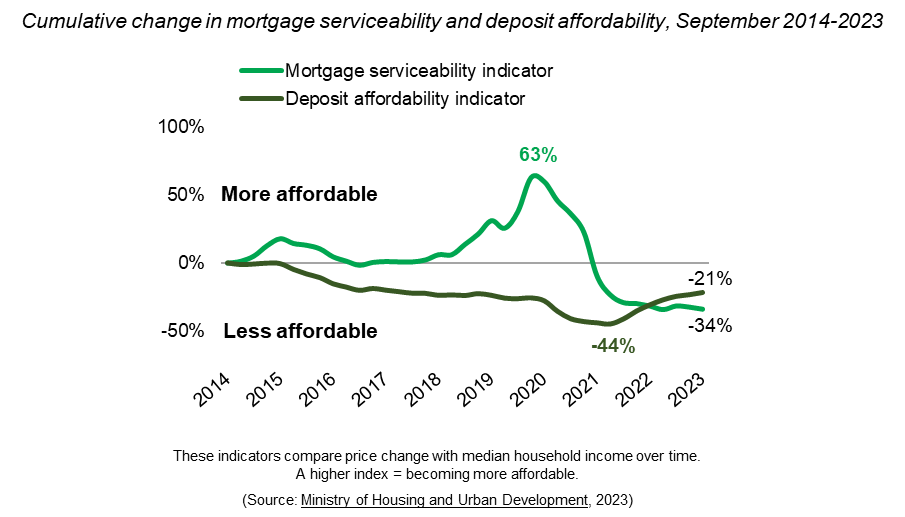 Cumulative change in mortgage serviceability and deposit affordability, September 2014-2023
Mortgage serviceability indicator
Deposit affordability indicator
100%
63%
50%
More affordable
0%
-21%
-50%
Less affordable
-34%
-44%
2014
2015
2016
2017
2018
2019
2020
2021
2022
2023
These indicators compare price change with median household income over time.
A higher index = becoming more affordable.
(Source: Ministry of Housing and Urban Development, 2023)